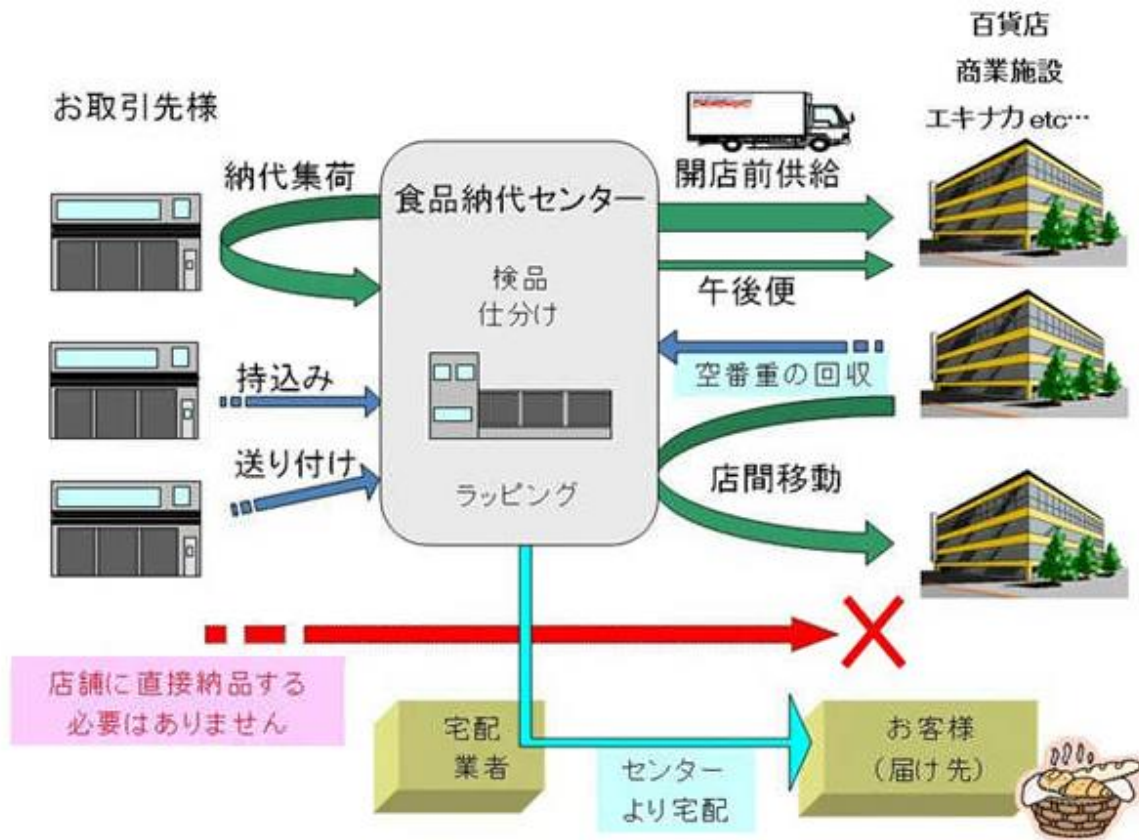 百貨店
商業施設
エキナカetc…
お取引先様
納代集荷
食品納代センター
開店前供給
検品
仕分け
午後便
空番重の回収
持込み
送り付け
ラッピング
店間移動
店舗に直接納品する
必要はありません
宅配
業者
センター
より宅配
お客様
(届け先)